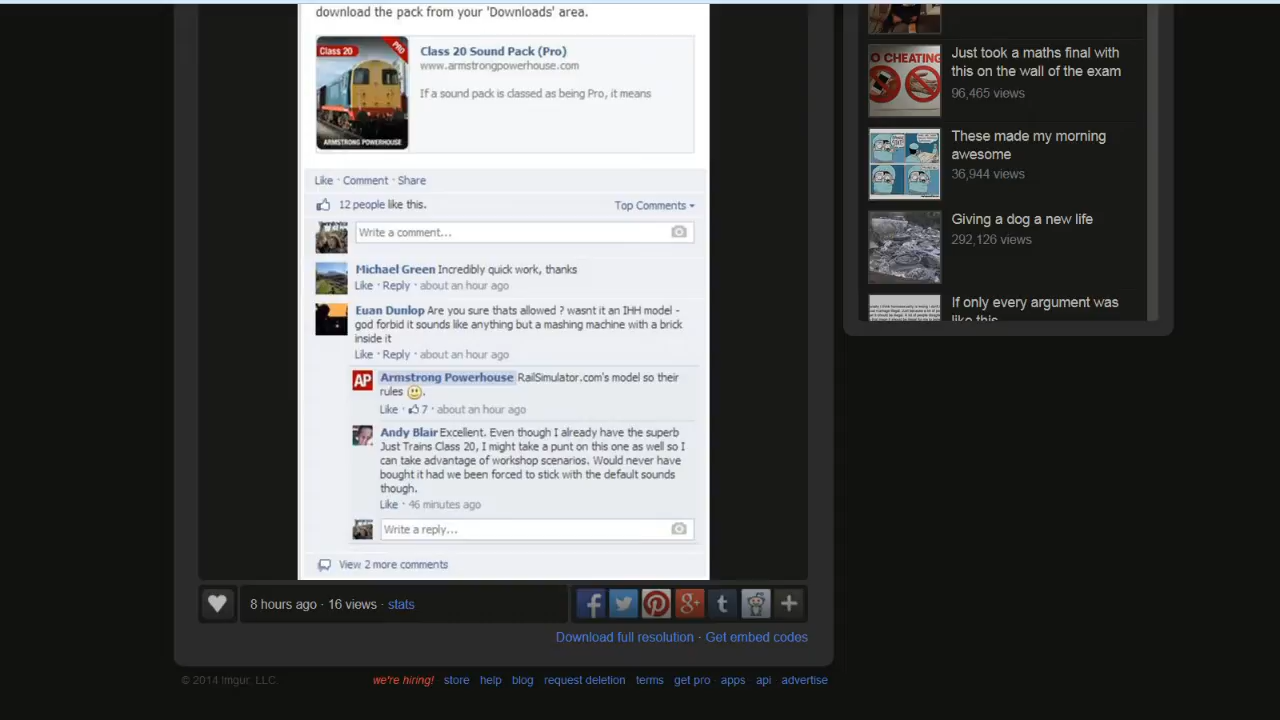 download the pack from your 'Downloads' area.
Class 20
PRO
ARMSTRONG POWERHOUSE
Class 20 Sound Pack (Pro)
www.armstrongpowerhouse.com
If a sound pack is classed as being Pro, it means
Like · Comment · Share
12 people like this.
Top Comments
Write a comment...
Michael Green Incredibly quick work, thanks
Like · Reply · about an hour ago
Euan Dunlop Are you sure thats allowed ? wasnt it an IHH model -
god forbid it sounds like anything but a mashing machine with a brick
inside it
Like · Reply · about an hour ago
AP
Armstrong Powerhouse RailSimulator.com's model so their
rules
Like · 7 · about an hour ago
Andy Blair Excellent. Even though I already have the superb
Just Trains Class 20, I might take a punt on this one as well so I
can take advantage of workshop scenarios. Would never have
bought it had we been forced to stick with the default sounds
though.
Like · 46 minutes ago
Write a reply...
View 2 more comments
8 hours ago · 16 views · stats
Download full resolution - Get embed codes
© 2014 Imgur, LLC.
we're hiring!
store
help
blog
request deletion
terms
get pro
apps
api
advertise
O CHEATING
Just took a maths final with
this on the wall of the exam
96,465 views
These made my morning
awesome
36,944 views
Giving a dog a new life
292,126 views
If only every argument was
like this